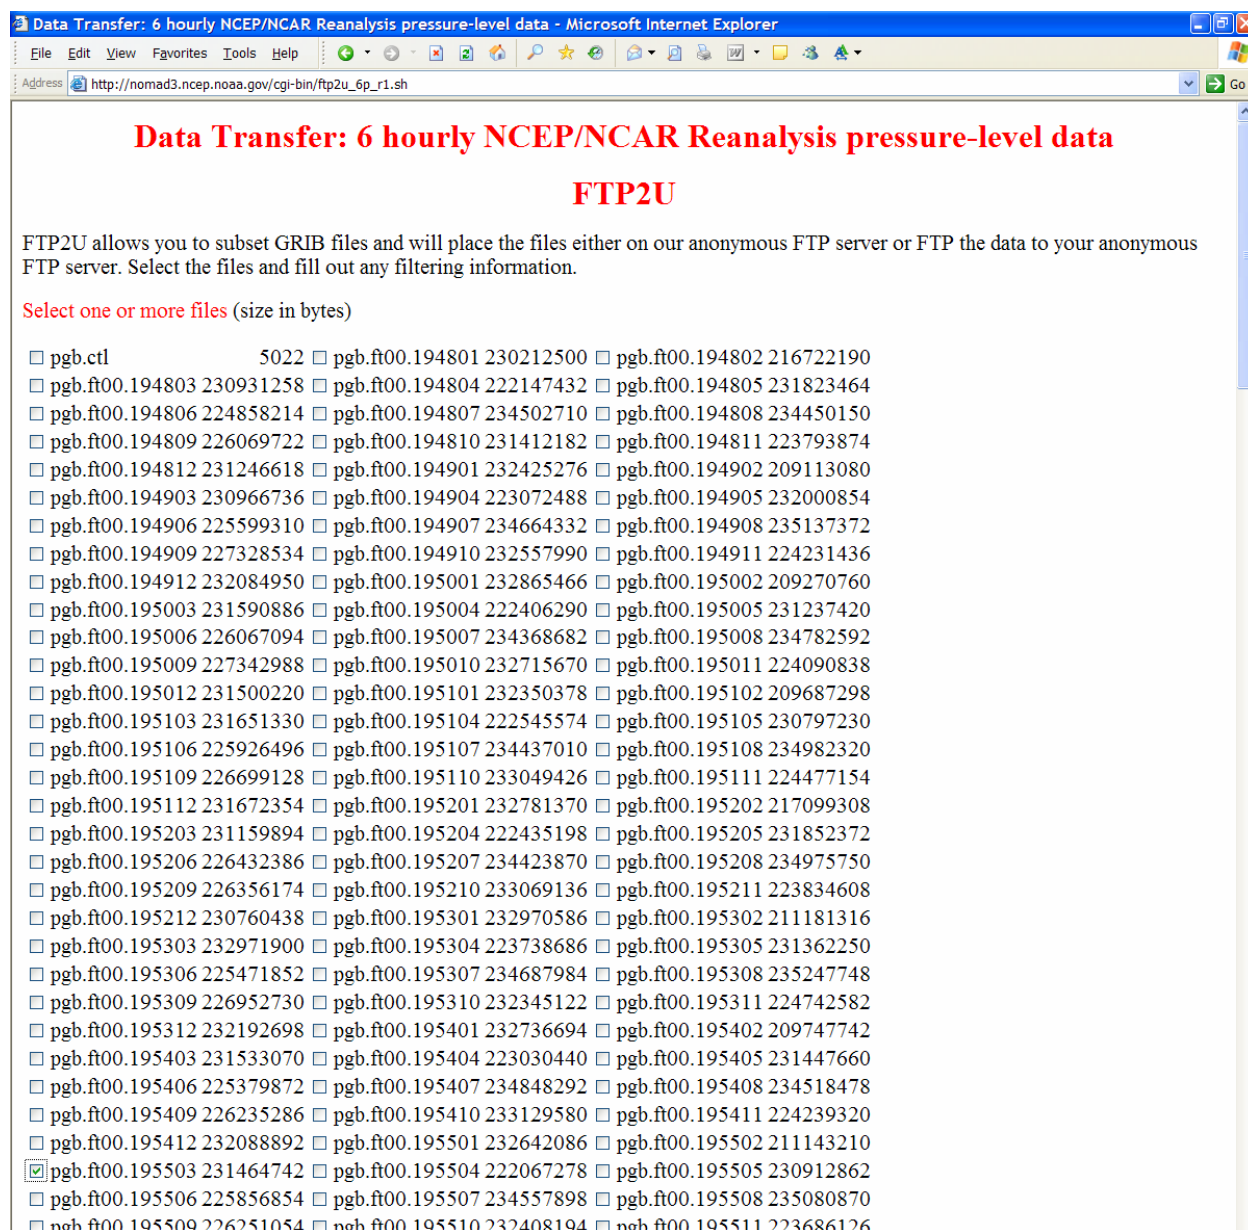 Data Transfer: 6 hourly NCEP/NCAR Reanalysis pressure-level data - Microsoft Internet Explorer
File Edit View Favorites Tools Help
Address http://nomad3.ncep.noaa.gov/cgi-bin/ftp2u_6p_r1.sh Go
Data Transfer: 6 hourly NCEP/NCAR Reanalysis pressure-level data
FTP2U
FTP2U allows you to subset GRIB files and will place the files either on our anonymous FTP server or FTP the data to your anonymous
FTP server. Select the files and fill out any filtering information.
Select one or more files (size in bytes)
pgb.ctl 5022 pgb.ft00.194801 230212500 pgb.ft00.194802 216722190
pgb.ft00.194803 230931258 pgb.ft00.194804 222147432 pgb.ft00.194805 231823464
pgb.ft00.194806 224858214 pgb.ft00.194807 234502710 pgb.ft00.194808 234450150
pgb.ft00.194809 226069722 pgb.ft00.194810 231412182 pgb.ft00.194811 223793874
pgb.ft00.194812 231246618 pgb.ft00.194901 232425276 pgb.ft00.194902 209113080
pgb.ft00.194903 230966736 pgb.ft00.194904 223072488 pgb.ft00.194905 232000854
pgb.ft00.194906 225599310 pgb.ft00.194907 234664332 pgb.ft00.194908 235137372
pgb.ft00.194909 227328534 pgb.ft00.194910 232557990 pgb.ft00.194911 224231436
pgb.ft00.194912 232084950 pgb.ft00.195001 232865466 pgb.ft00.195002 209270760
pgb.ft00.195003 231590886 pgb.ft00.195004 222406290 pgb.ft00.195005 231237420
pgb.ft00.195006 226067094 pgb.ft00.195007 234368682 pgb.ft00.195008 234782592
pgb.ft00.195009 227342988 pgb.ft00.195010 232715670 pgb.ft00.195011 224090838
pgb.ft00.195012 231500220 pgb.ft00.195101 232350378 pgb.ft00.195102 209687298
pgb.ft00.195103 231651330 pgb.ft00.195104 222545574 pgb.ft00.195105 230797230
pgb.ft00.195106 225926496 pgb.ft00.195107 234437010 pgb.ft00.195108 234982320
pgb.ft00.195109 226699128 pgb.ft00.195110 233049426 pgb.ft00.195111 224477154
pgb.ft00.195112 231672354 pgb.ft00.195201 232781370 pgb.ft00.195202 217099308
pgb.ft00.195203 231159894 pgb.ft00.195204 222435198 pgb.ft00.195205 231852372
pgb.ft00.195206 226432386 pgb.ft00.195207 234423870 pgb.ft00.195208 234975750
pgb.ft00.195209 226356174 pgb.ft00.195210 233069136 pgb.ft00.195211 223834608
pgb.ft00.195212 230760438 pgb.ft00.195301 232970586 pgb.ft00.195302 211181316
pgb.ft00.195303 232971900 pgb.ft00.195304 223738686 pgb.ft00.195305 231362250
pgb.ft00.195306 225471852 pgb.ft00.195307 234687984 pgb.ft00.195308 235247748
pgb.ft00.195309 226952730 pgb.ft00.195310 232345122 pgb.ft00.195311 224742582
pgb.ft00.195312 232192698 pgb.ft00.195401 232736694 pgb.ft00.195402 209747742
pgb.ft00.195403 231533070 pgb.ft00.195404 223030440 pgb.ft00.195405 231447660
pgb.ft00.195406 225379872 pgb.ft00.195407 234848292 pgb.ft00.195408 234518478
pgb.ft00.195409 226235286 pgb.ft00.195410 233129580 pgb.ft00.195411 224239320
pgb.ft00.195412 232088892 pgb.ft00.195501 232642086 pgb.ft00.195502 211143210
pgb.ft00.195503 231464742 pgb.ft00.195504 222067278 pgb.ft00.195505 230912862
pgb.ft00.195506 225856854 pgb.ft00.195507 234557898 pgb.ft00.195508 235080870
pgb.ft00.195509 226251054 pgb.ft00.195510 232408194 pgb.ft00.195511 223686126